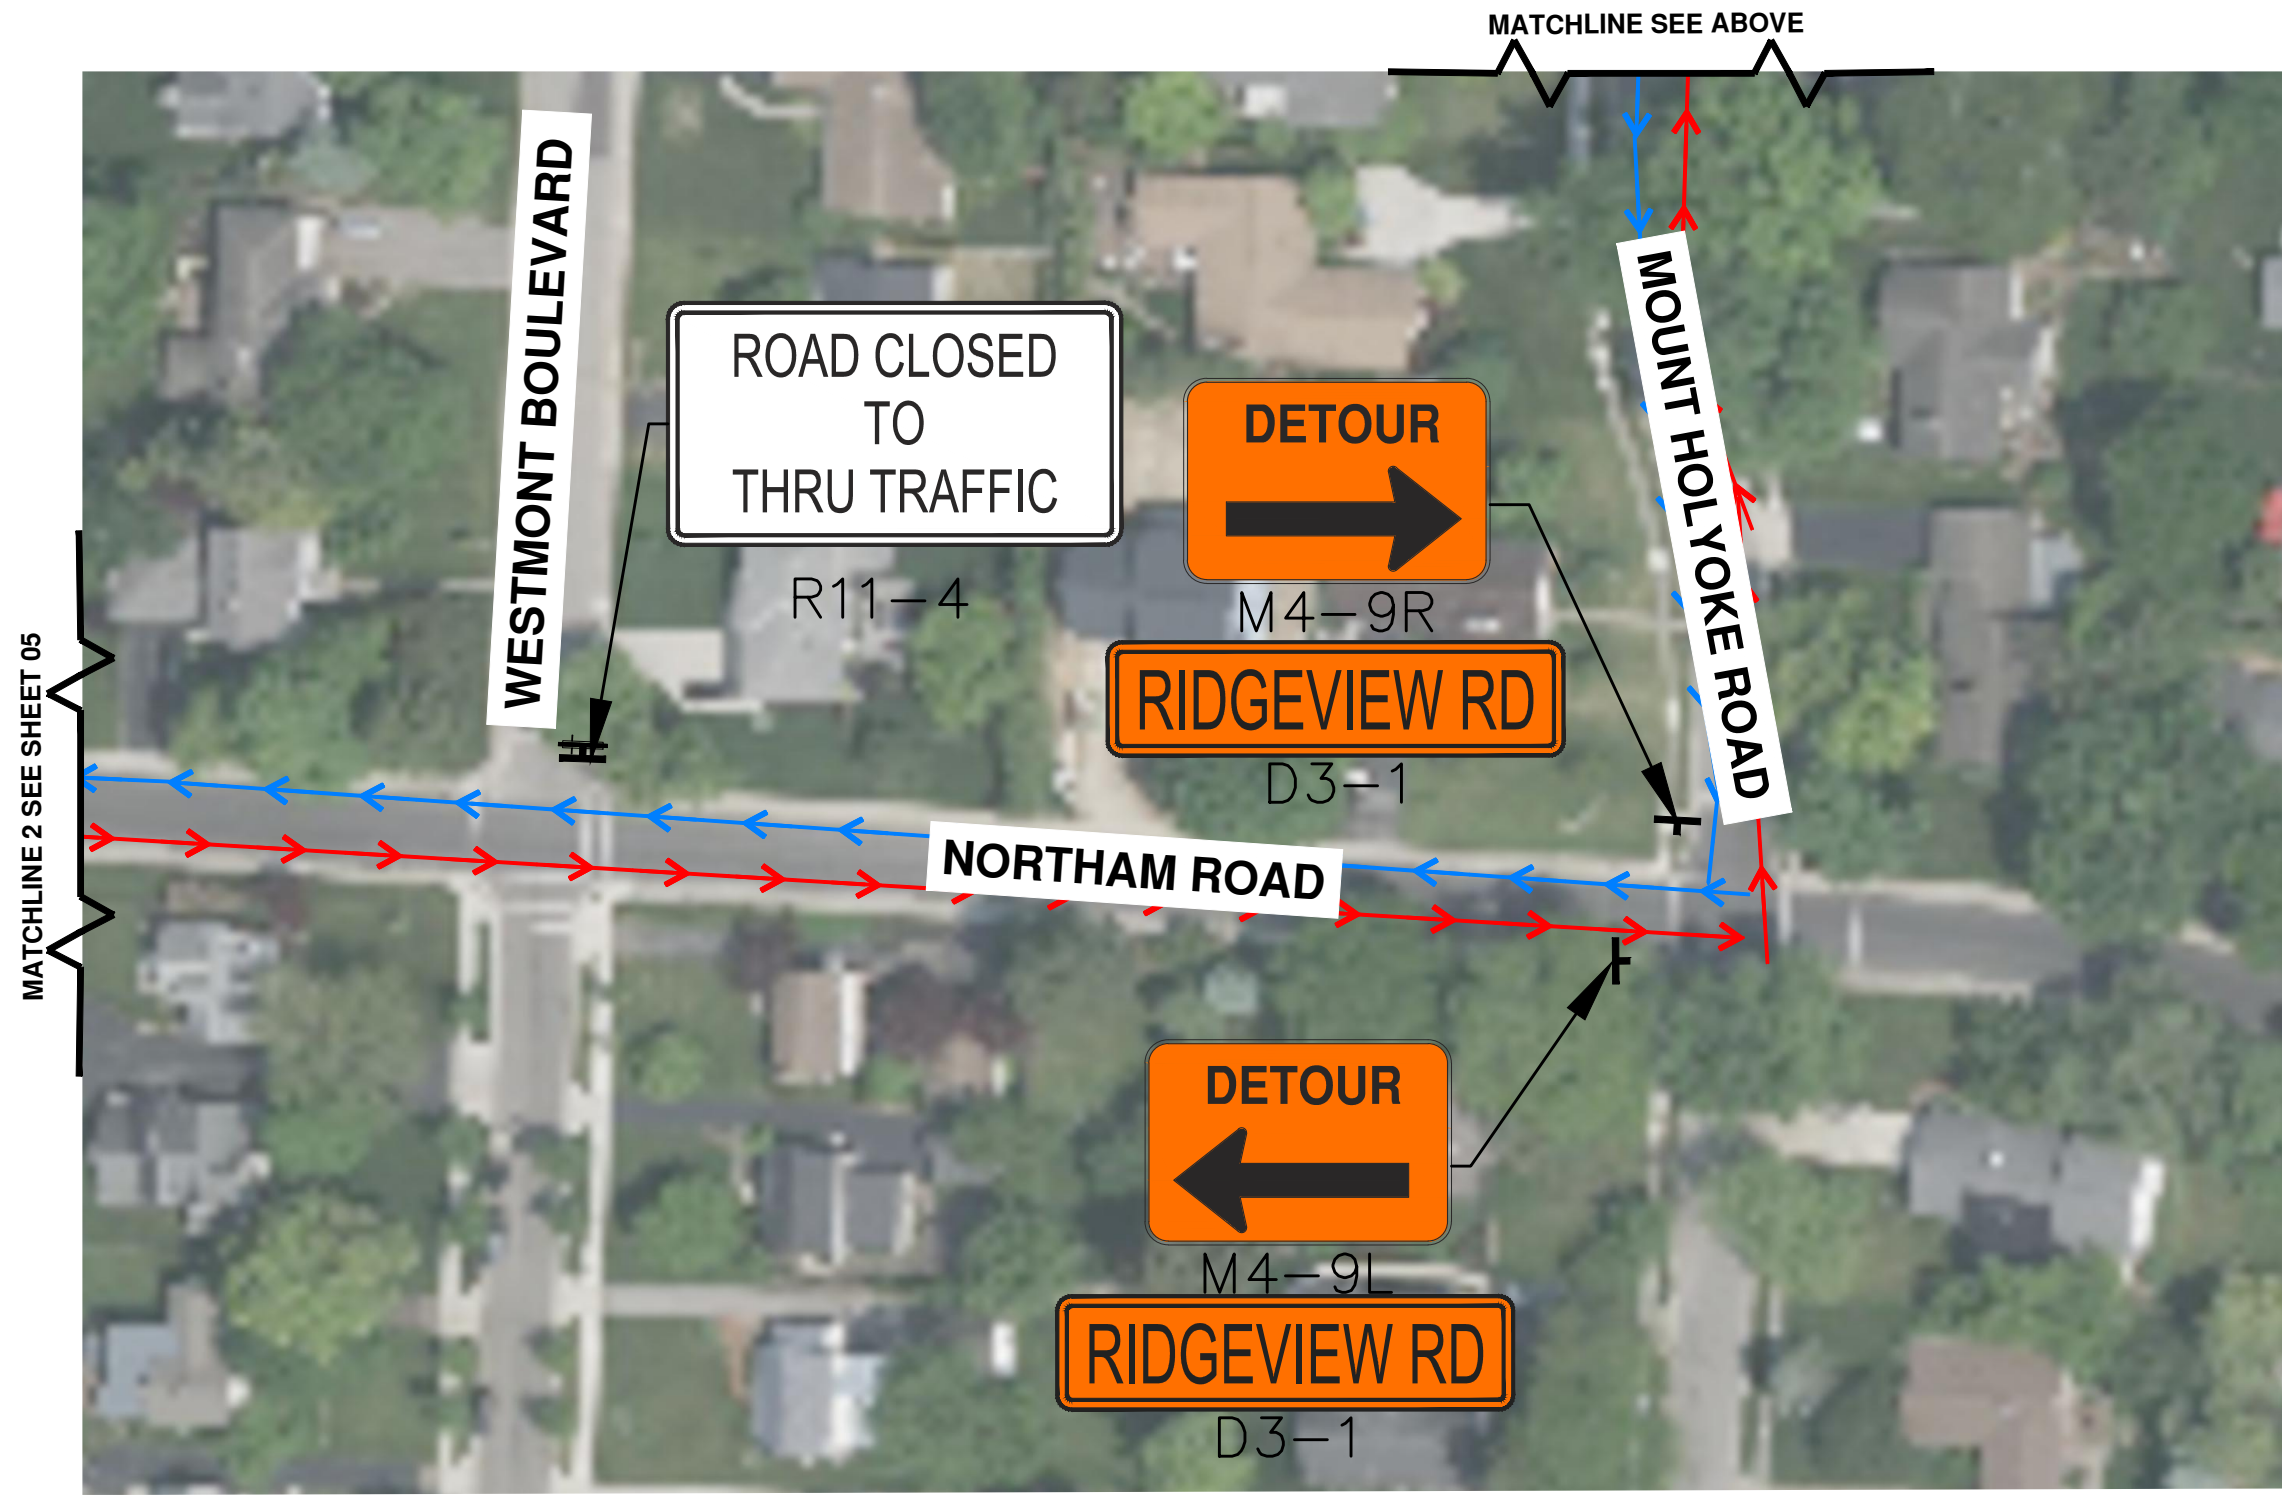 MATCHLINE SEE ABOVE
WESTMONT BOULEVARD
MOUNT HOLYOKE ROAD
ROAD CLOSED
TO
THRU TRAFFIC
R11-4
DETOUR
M4-9R
RIDGEVIEW RD
D3-1
MATCHLINE 2 SEE SHEET 05
NORTHAM ROAD
DETOUR
M4-9L
RIDGEVIEW RD
D3-1